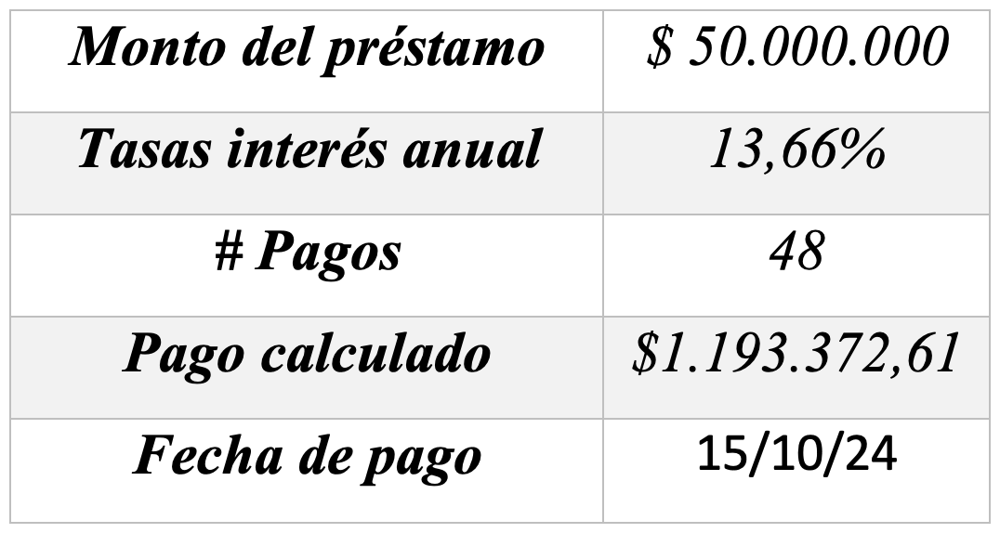 Monto del préstamo $ 50.000.000
Tasas interés anual 13,66%
# Pagos 48
Pago calculado $1.193.372,61
Fecha de pago 15/10/24